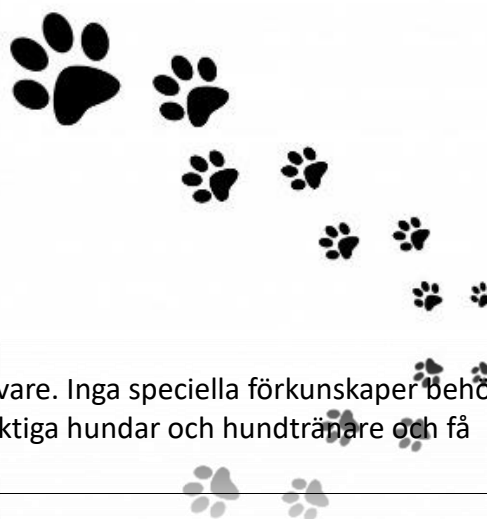 vare. Inga speciella förkunskaper behö
ktiga hundar och hundtränare och få